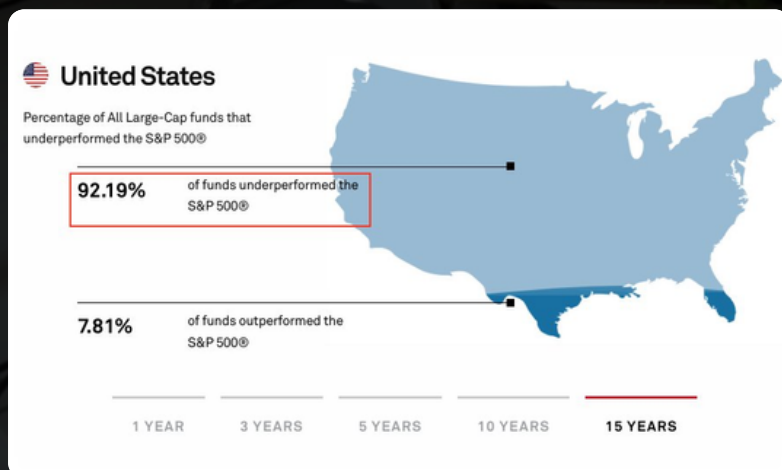 United States
Percentage of All Large-Cap funds that
underperformed the S&P 500®
92.19%
of funds underperformed the
S&P 500®
7.81%
of funds outperformed the
S&P 500®
1 YEAR
3 YEARS
5 YEARS
10 YEARS
15 YEARS